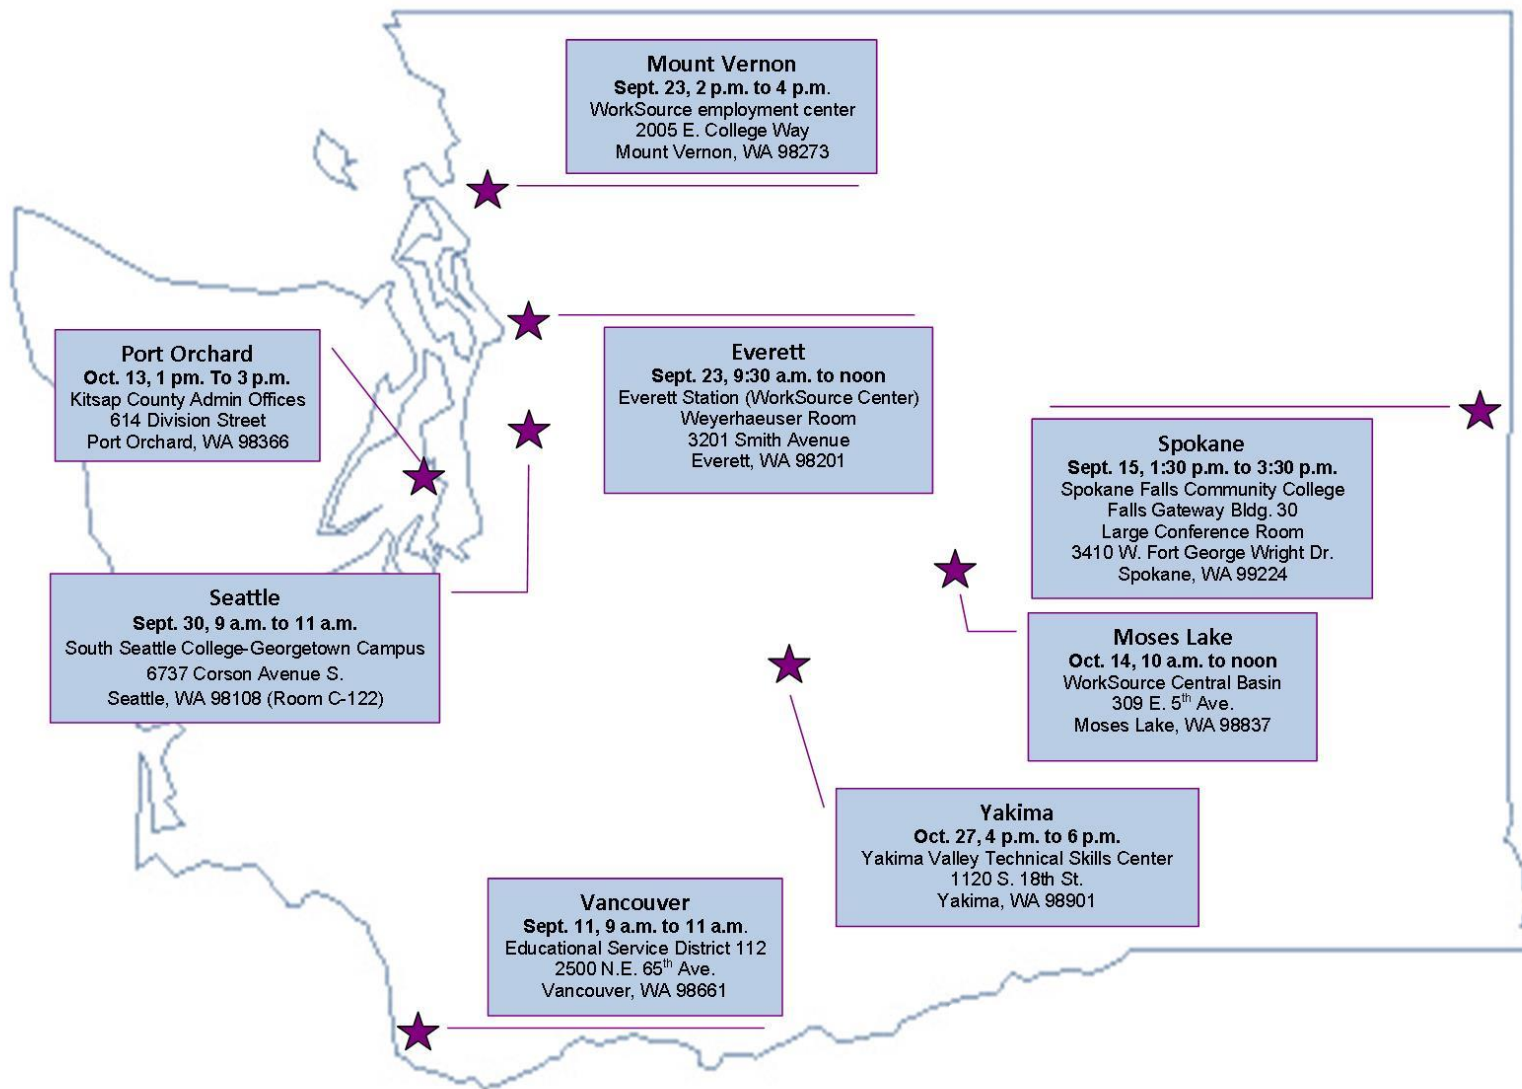 Mount Vernon
Sept. 23, 2 p.m. to 4 p.m.
WorkSource employment center
2005 E. College Way
Mount Vernon, WA 98273
Port Orchard
Oct. 13, 1 pm. To 3 p.m.
Kitsap County Admin Offices
614 Division Street
Port Orchard, WA 98366
Everett
Sept. 23, 9:30 a.m. to noon
Everett Station (WorkSource Center)
Weyerhaeuser Room
3201 Smith Avenue
Everett, WA 98201
Spokane
Sept. 15, 1:30 p.m. to 3:30 p.m.
Spokane Falls Community College
Falls Gateway Bldg. 30
Large Conference Room
3410 W. Fort George Wright Dr.
Spokane, WA 99224
Seattle
Sept. 30, 9 a.m. to 11 a.m.
South Seattle College-Georgetown Campus
6737 Corson Avenue S.
Seattle, WA 98108 (Room C-122)
Moses Lake
Oct. 14, 10 a.m. to noon
WorkSource Central Basin
309 E. 5th Ave.
Moses Lake, WA 98837
Yakima
Oct. 27, 4 p.m. to 6 p.m.
Yakima Valley Technical Skills Center
1120 S. 18th St.
Yakima, WA 98901
Vancouver
Sept. 11, 9 a.m. to 11 a.m.
Educational Service District 112
2500 N.E. 65th Ave.
Vancouver, WA 98661